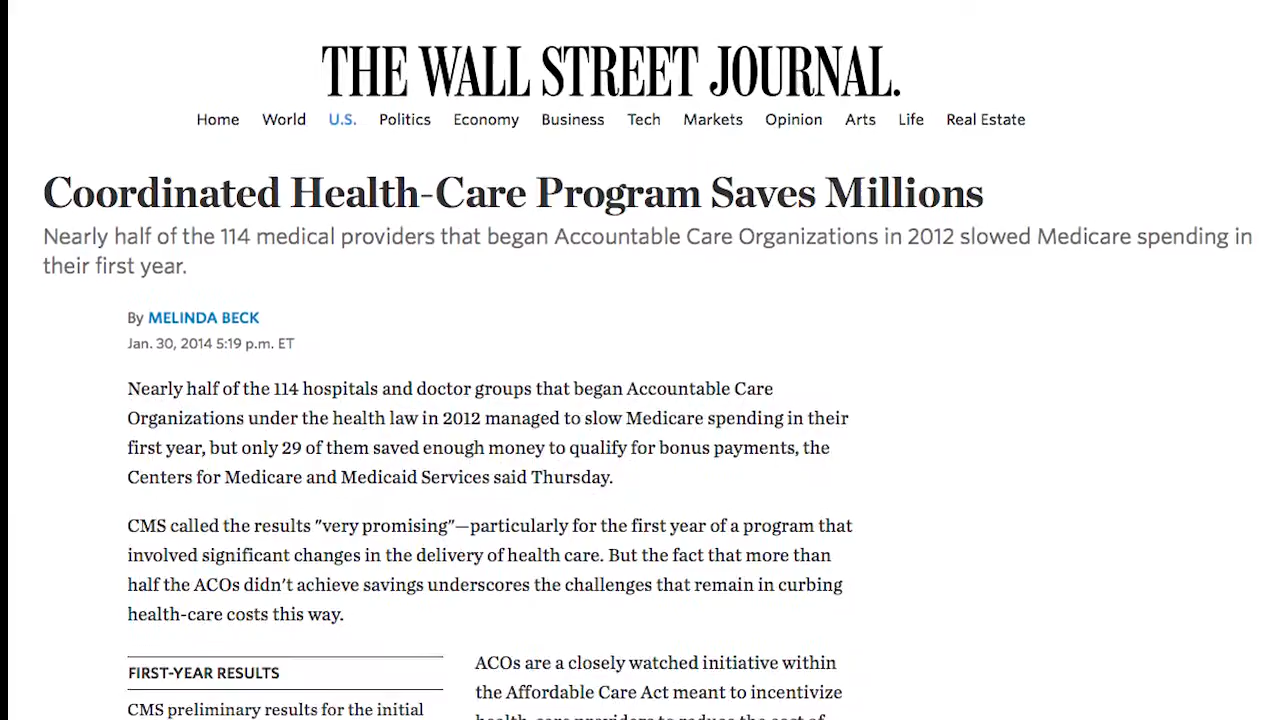 THE WALL STREET JOURNAL.
Home World U.S. Politics Economy Business Tech Markets Opinion Arts Life Real Estate
Coordinated Health-Care Program Saves Millions
Nearly half of the 114 medical providers that began Accountable Care Organizations in 2012 slowed Medicare spending in
their first year.
By MELINDA BECK
Jan. 30, 2014 5:19 p.m. ET
Nearly half of the 114 hospitals and doctor groups that began Accountable Care
Organizations under the health law in 2012 managed to slow Medicare spending in their
first year, but only 29 of them saved enough money to qualify for bonus payments, the
Centers for Medicare and Medicaid Services said Thursday.
CMS called the results "very promising"—particularly for the first year of a program that
involved significant changes in the delivery of health care. But the fact that more than
half the ACOs didn't achieve savings underscores the challenges that remain in curbing
health-care costs this way.
FIRST-YEAR RESULTS
CMS preliminary results for the initial
ACOs are a closely watched initiative within
the Affordable Care Act meant to incentivize
health-care providers to reduce the cost of